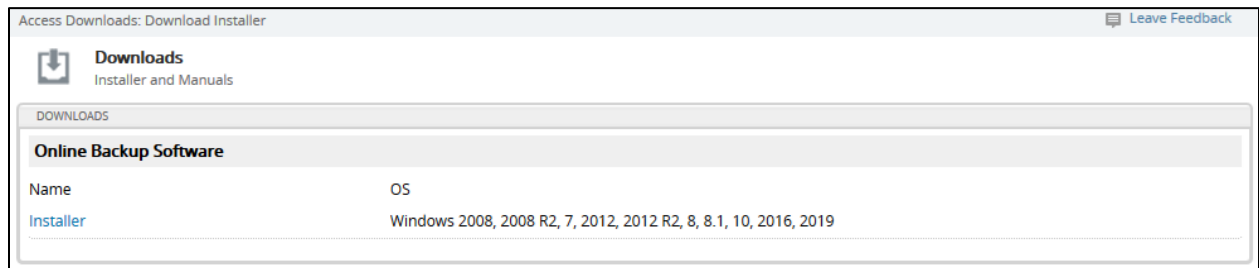 Access Downloads: Download Installer
Leave Feedback
Downloads
Installer and Manuals
DOWNLOADS
Online Backup Software
Name OS
Installer Windows 2008, 2008 R2, 7, 2012, 2012 R2, 8, 8.1, 10, 2016, 2019